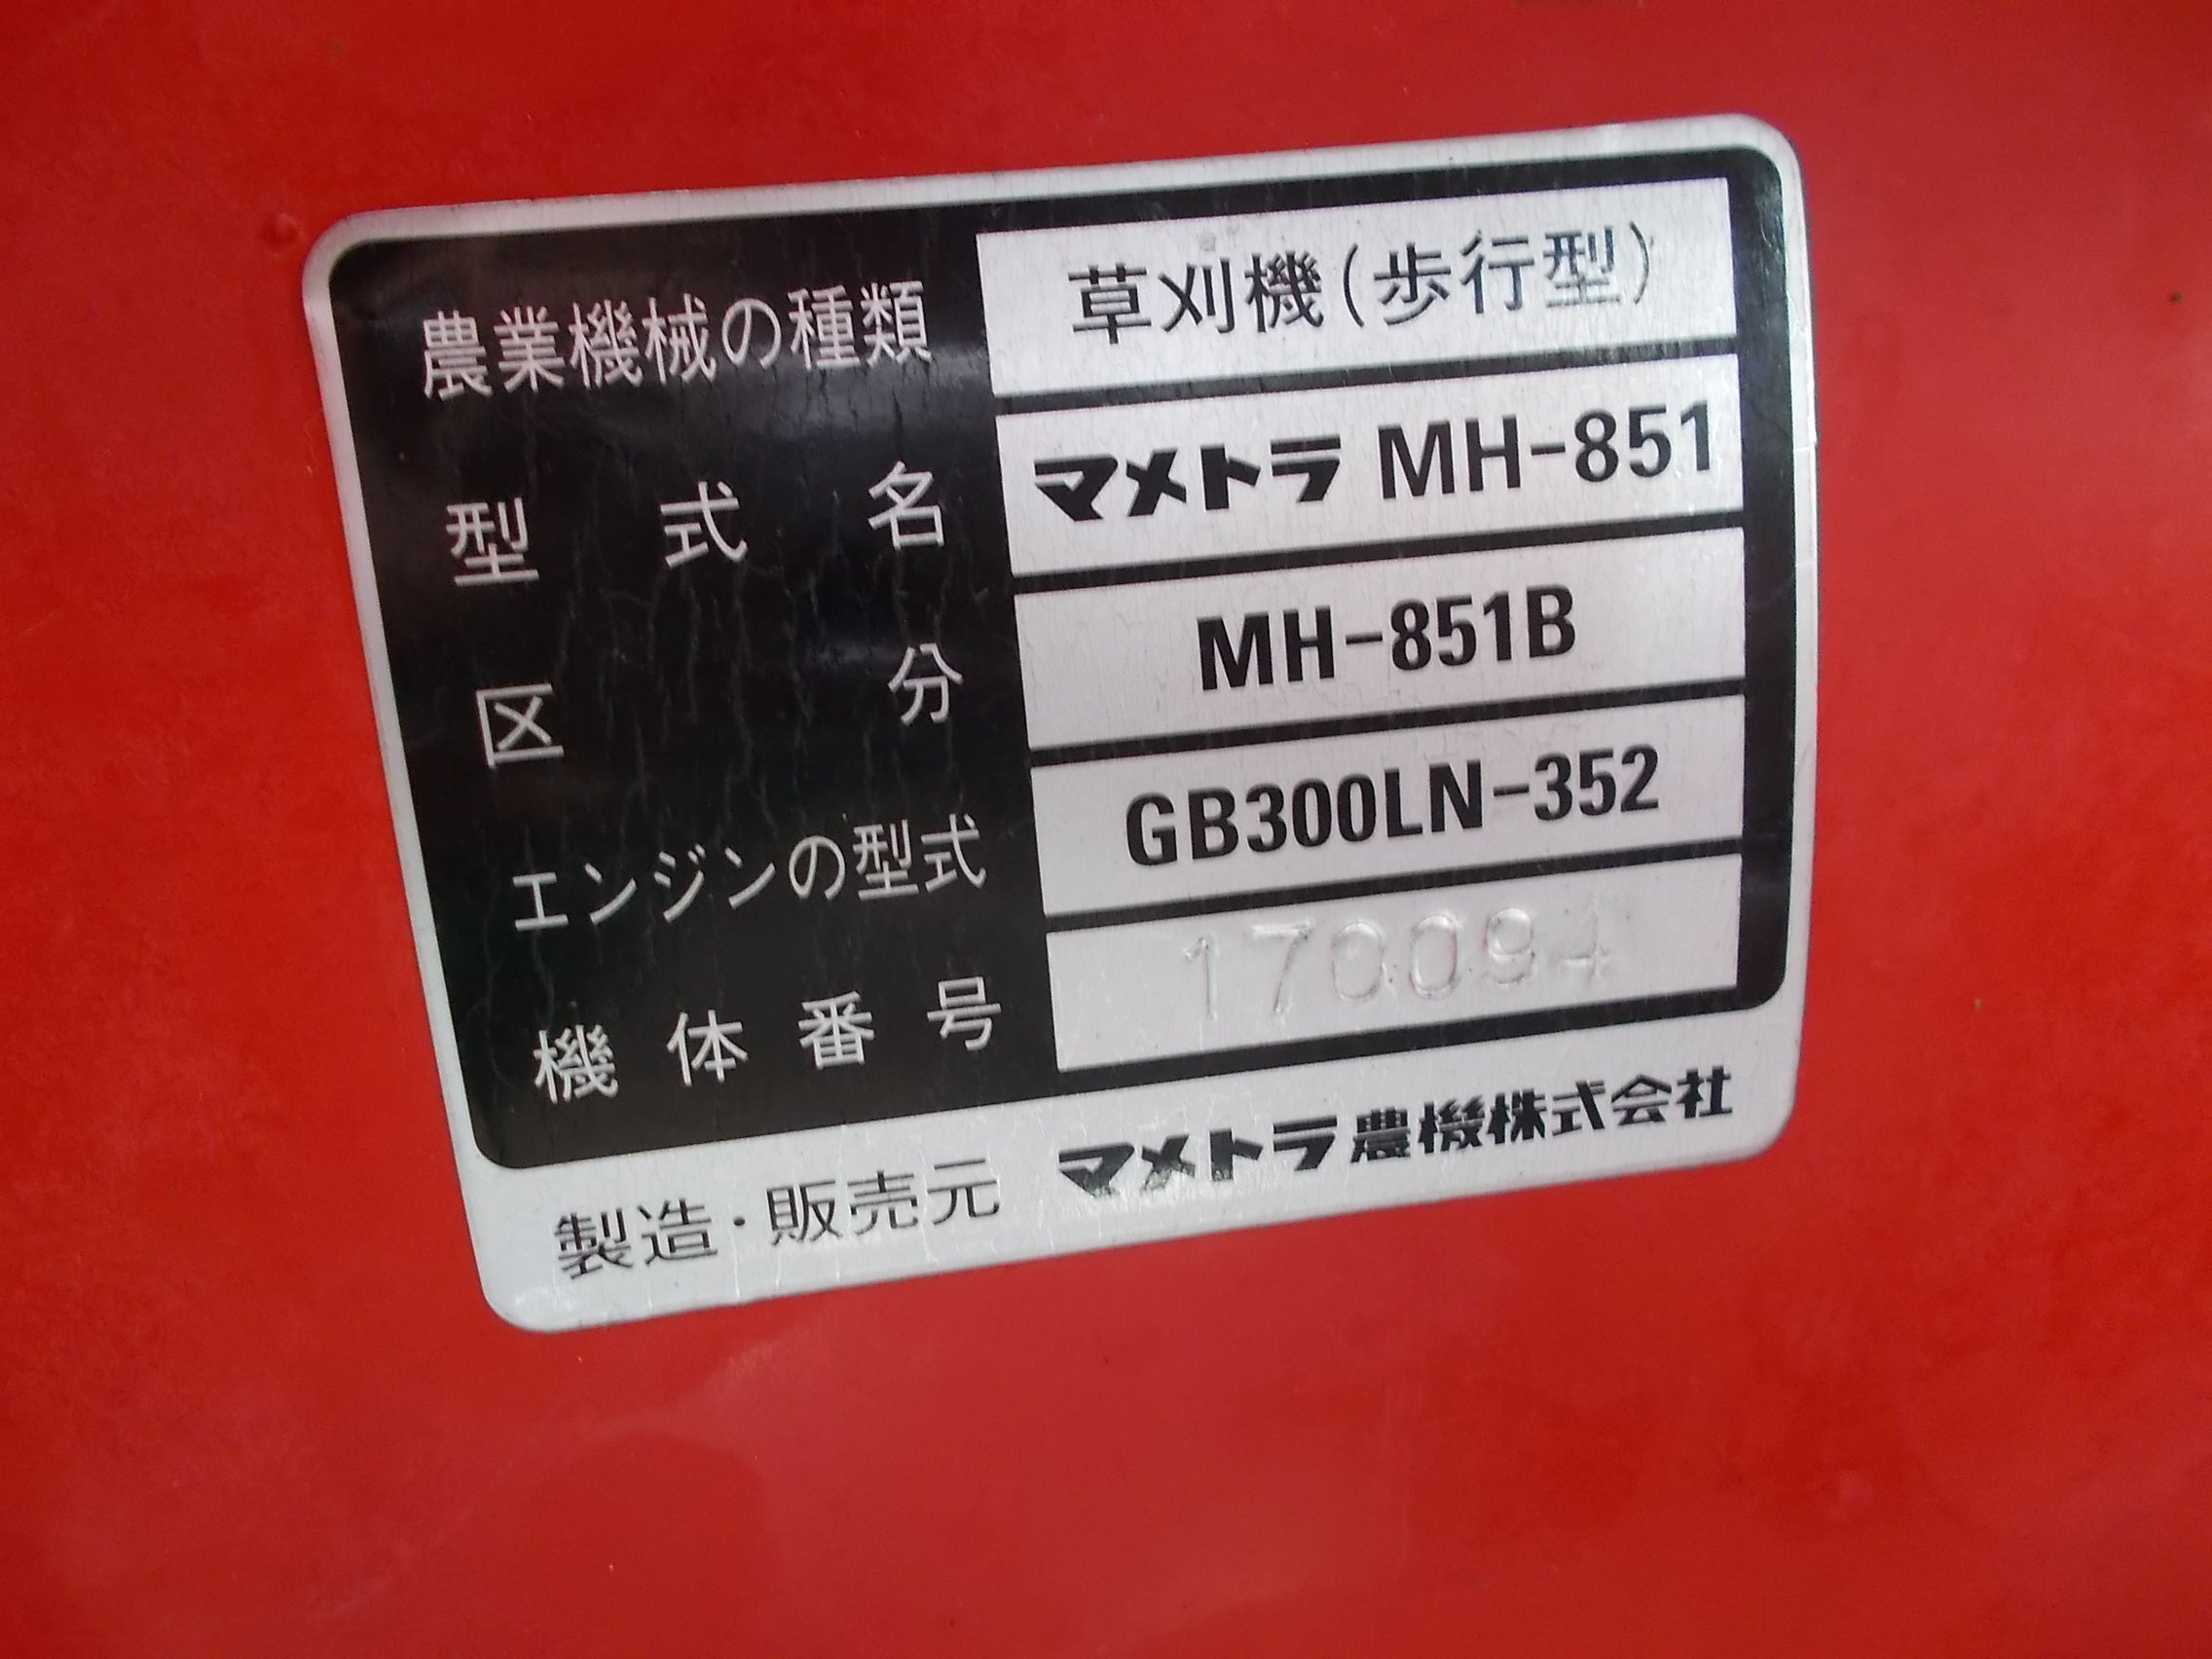 農業機械の種類 草刈機(歩行型)
型式名 マメトラ MH-851
区分 MH-851B
エンジンの型式 GB300LN-352
機体番号 170094
製造・販売元 マメトラ農機株式会社